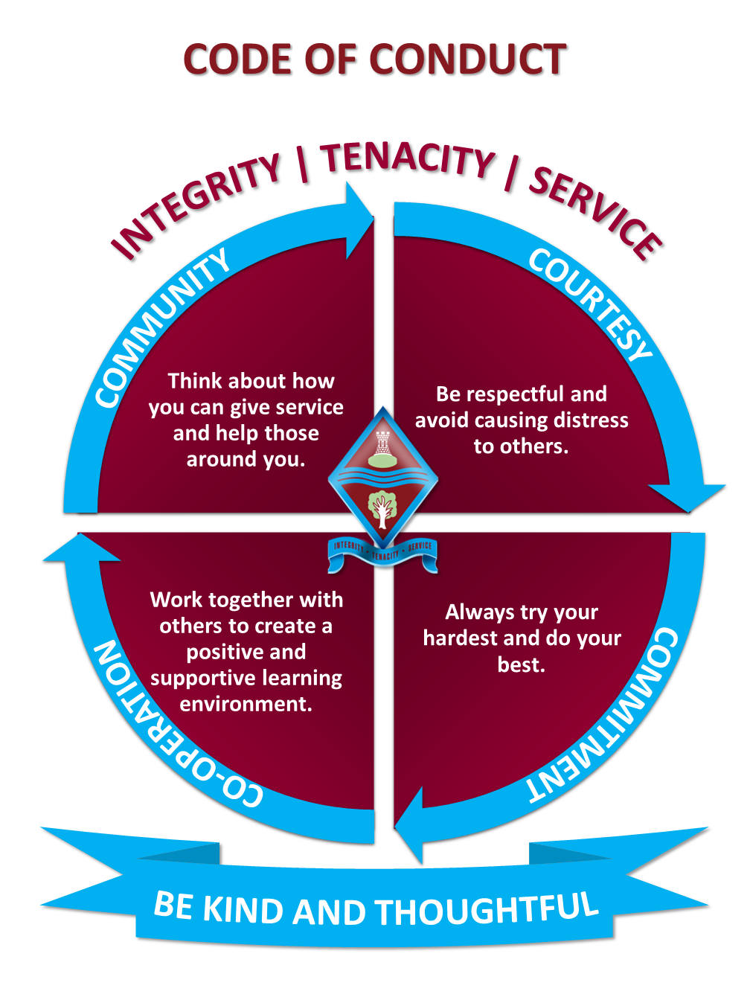 CODE OF CONDUCT
INTEGRITY | TENACITY | SERVICE
COMMUNITY
Think about how
you can give service
and help those
around you.
COURTESY
Be respectful and
avoid causing distress
to others.
INTEGRITY • TENACITY • SERVICE
CO-OPERATION
Work together with
others to create a
positive and
supportive learning
environment.
COMMITMENT
Always try your
hardest and do your
best.
BE KIND AND THOUGHTFUL